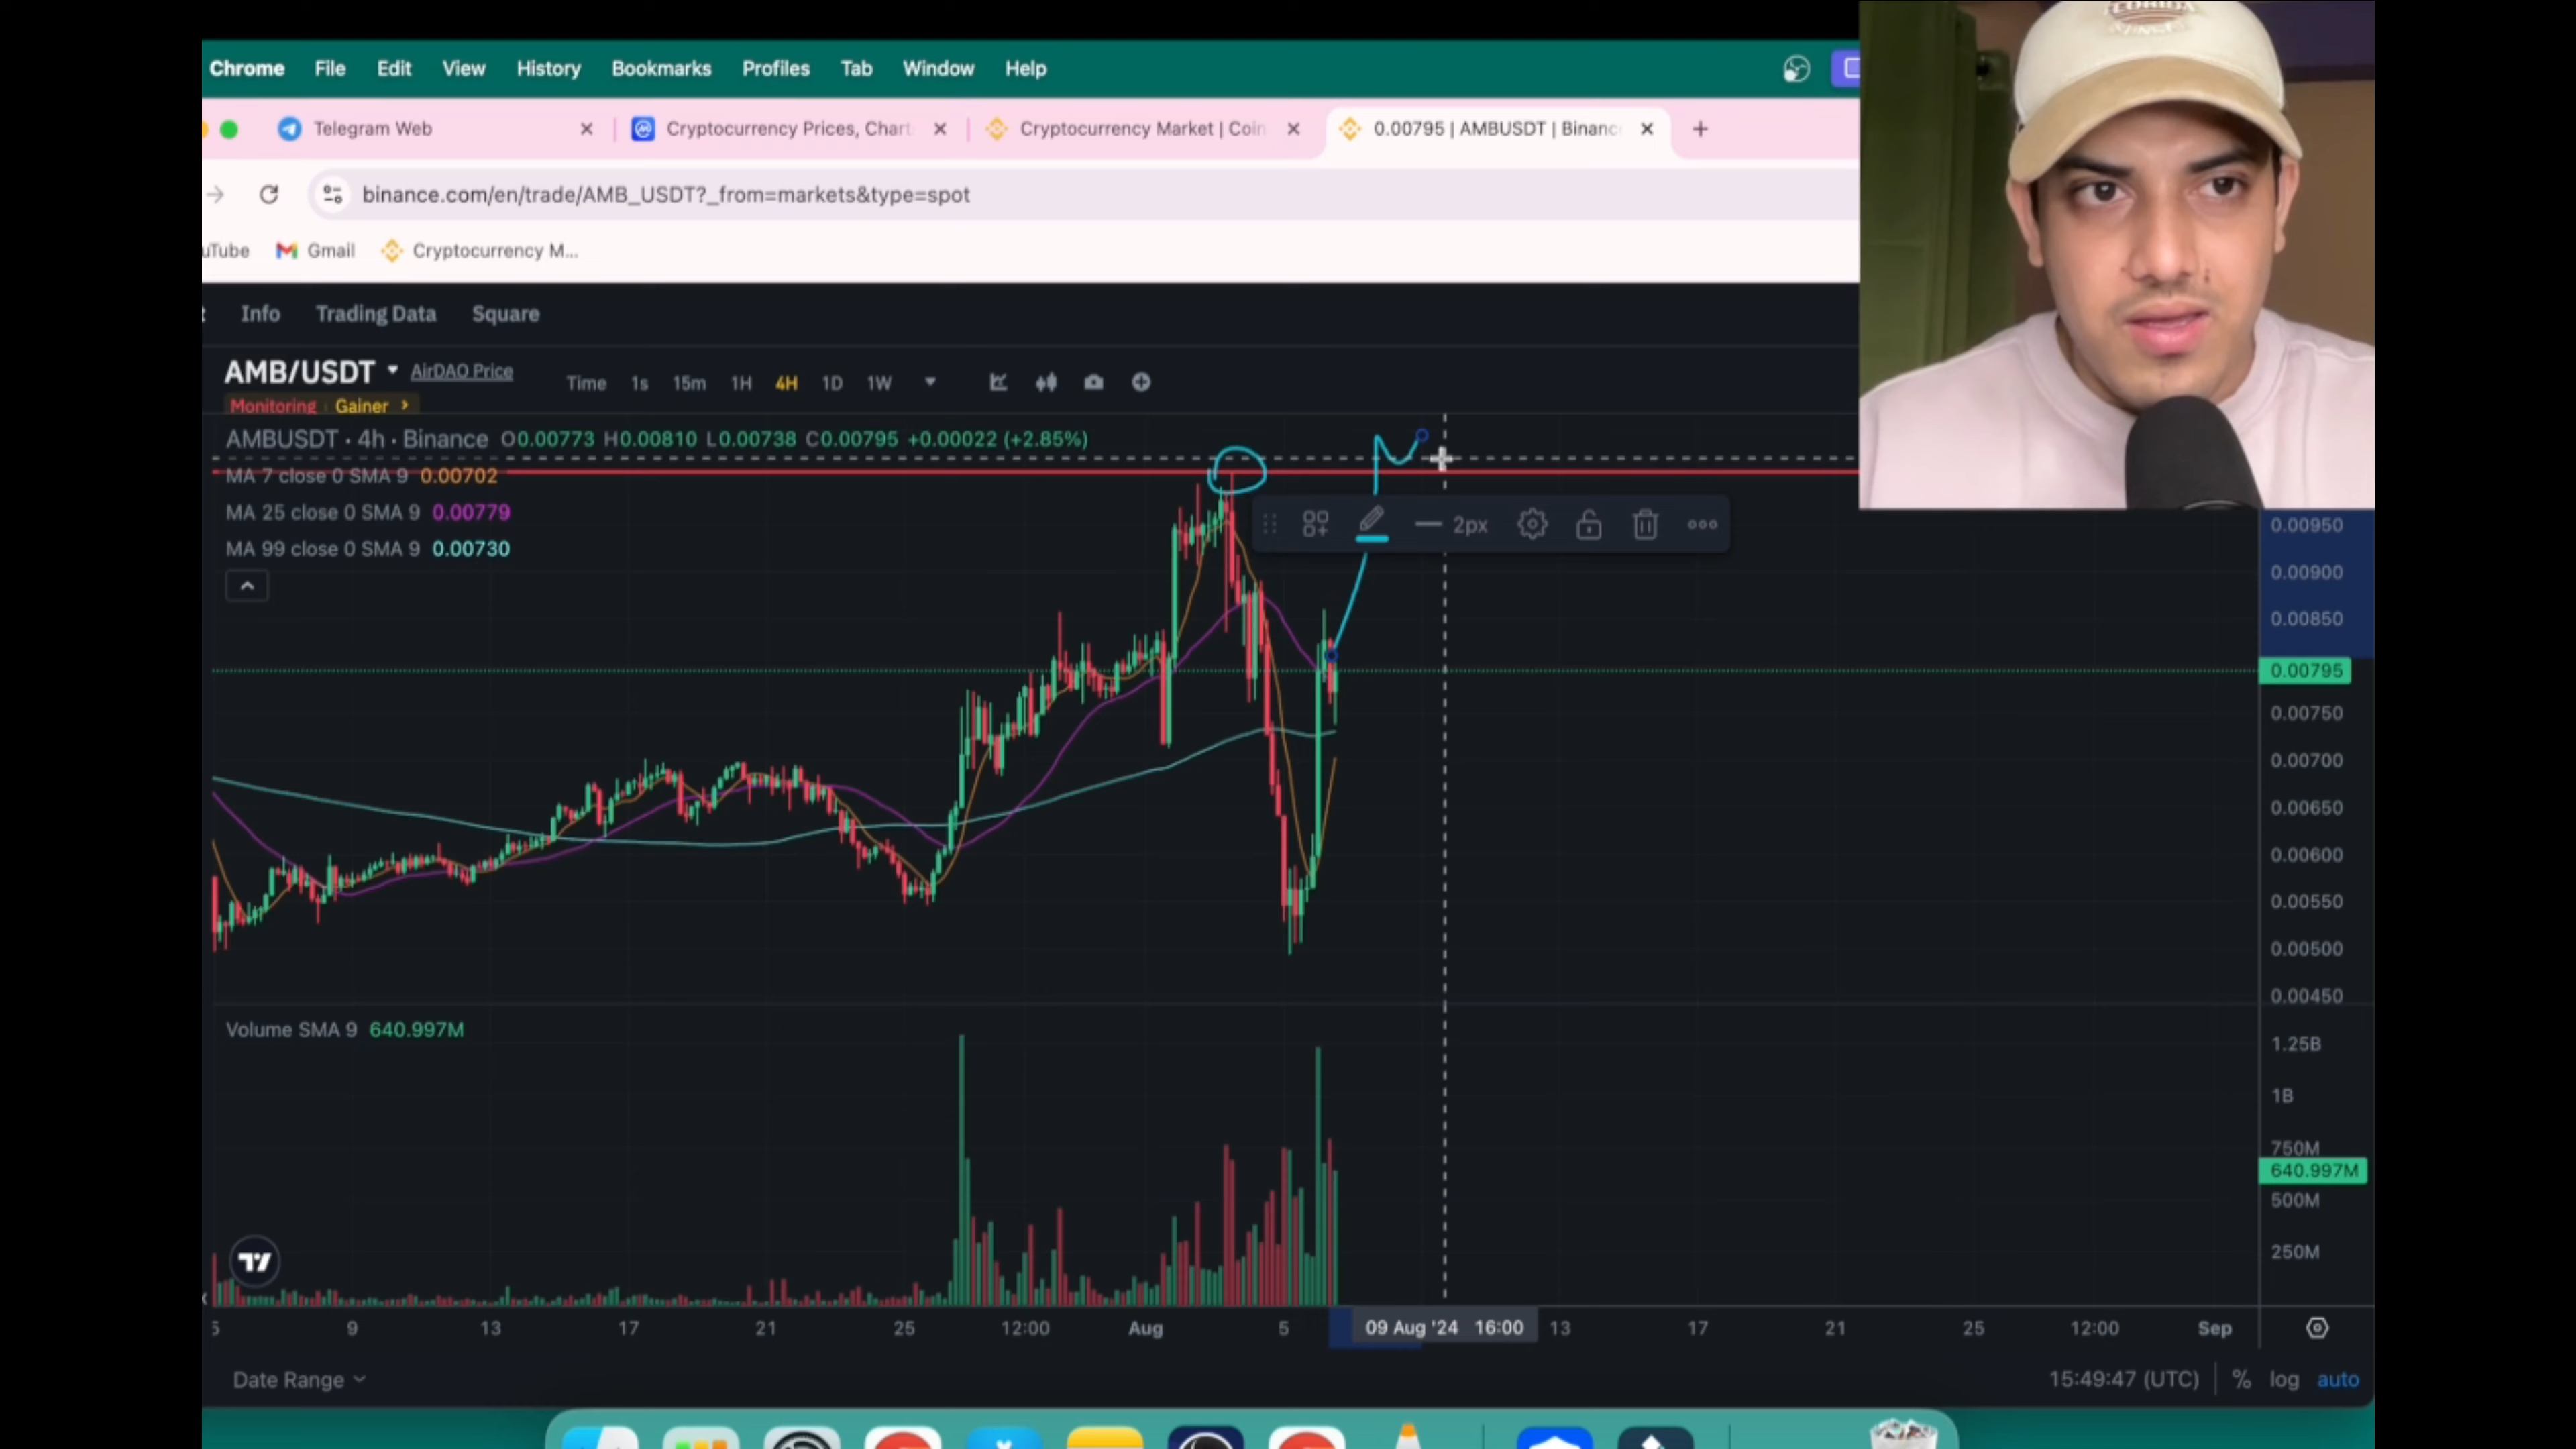 Chrome File Edit View History Bookmarks Profiles Tab Window Help
Telegram Web Cryptocurrency Prices, Chart Cryptocurrency Market | Coin 0.00795 | AMBUSDT | Binanc
binance.com/en/trade/AMB_USDT?_from=markets&type=spot
uTube Gmail Cryptocurrency M...
Info Trading Data Square
AMB/USDT AirDAO Price Time 1s 15m 1H 4H 1D 1W
Monitoring Gainer
AMBUSDT · 4h · Binance O0.00773 H0.00810 L0.00738 C0.00795 +0.00022 (+2.85%)
MA 7 close 0 SMA 9 0.00702
MA 25 close 0 SMA 9 0.00779
MA 99 close 0 SMA 9 0.00730
2px
0.00950
0.00900
0.00850
0.00795
0.00750
0.00700
0.00650
0.00600
0.00550
0.00500
0.00450
Volume SMA 9 640.997M
1.25B
1B
750M
640.997M
500M
250M
9 13 17 21 25 12:00 Aug 5 09 Aug '24 16:00 13 17 21 25 12:00 Sep
Date Range 15:49:47 (UTC) % log auto